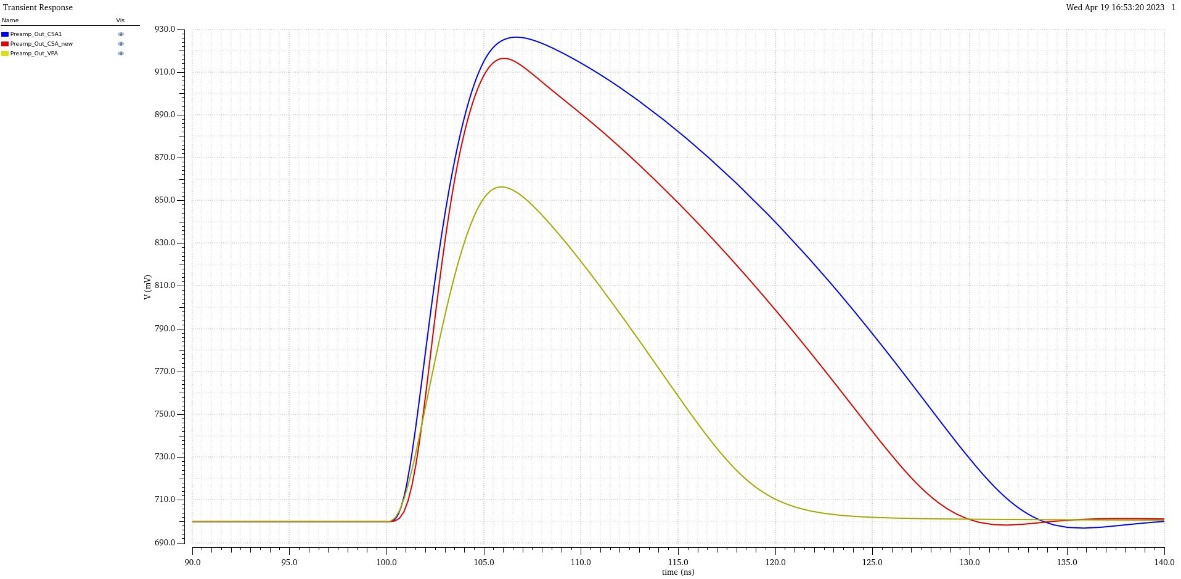 Transient Response
Wed Apr 19 16:53:20 2023 1
Name Vis
Preamp_Out_CSA1
Preamp_Out_CSA_new
Preamp_Out_VPA
930.0
910.0
890.0
870.0
850.0
830.0
810.0
790.0
770.0
750.0
730.0
710.0
690.0
V (mV)
90.0 95.0 100.0 105.0 110.0 115.0 120.0 125.0 130.0 135.0 140.0
time (ns)